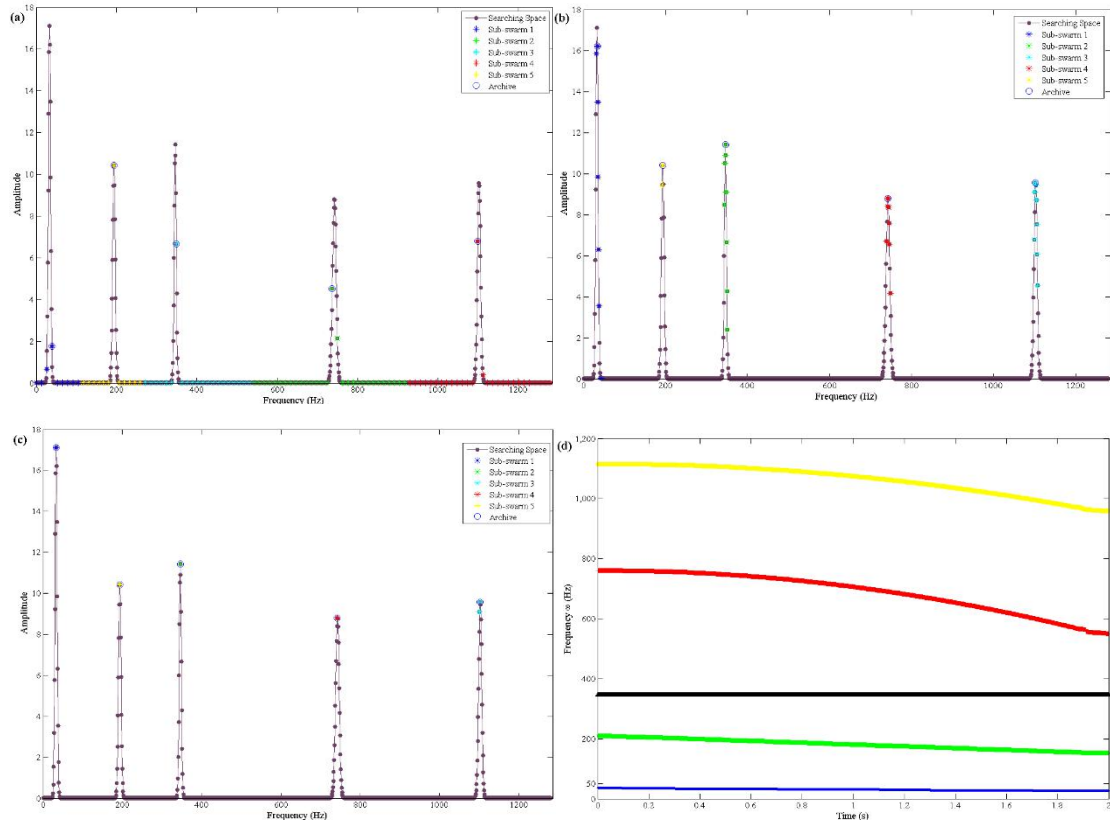 (a)
Searching Space
Sub-swarm 1
Sub-swarm 2
Sub-swarm 3
Sub-swarm 4
Sub-swarm 5
Archive
Amplitude
18
16
14
12
10
8
6
4
2
0
0 200 400 600 800 1000 1200
Frequency (Hz)
(b)
Searching Space
Sub-swarm 1
Sub-swarm 2
Sub-swarm 3
Sub-swarm 4
Sub-swarm 5
Archive
Amplitude
18
16
14
12
10
8
6
4
2
0
0 200 400 600 800 1000 1200
Frequency (Hz)
(c)
Searching Space
Sub-swarm 1
Sub-swarm 2
Sub-swarm 3
Sub-swarm 4
Sub-swarm 5
Archive
Amplitude
18
16
14
12
10
8
6
4
2
0
0 200 400 600 800 1000 1200
Frequency (Hz)
(d)
Frequency ω (Hz)
1,200
1,000
800
600
400
200
50
0
0 0.2 0.4 0.6 0.8 1 1.2 1.4 1.6 1.8 2
Time (s)